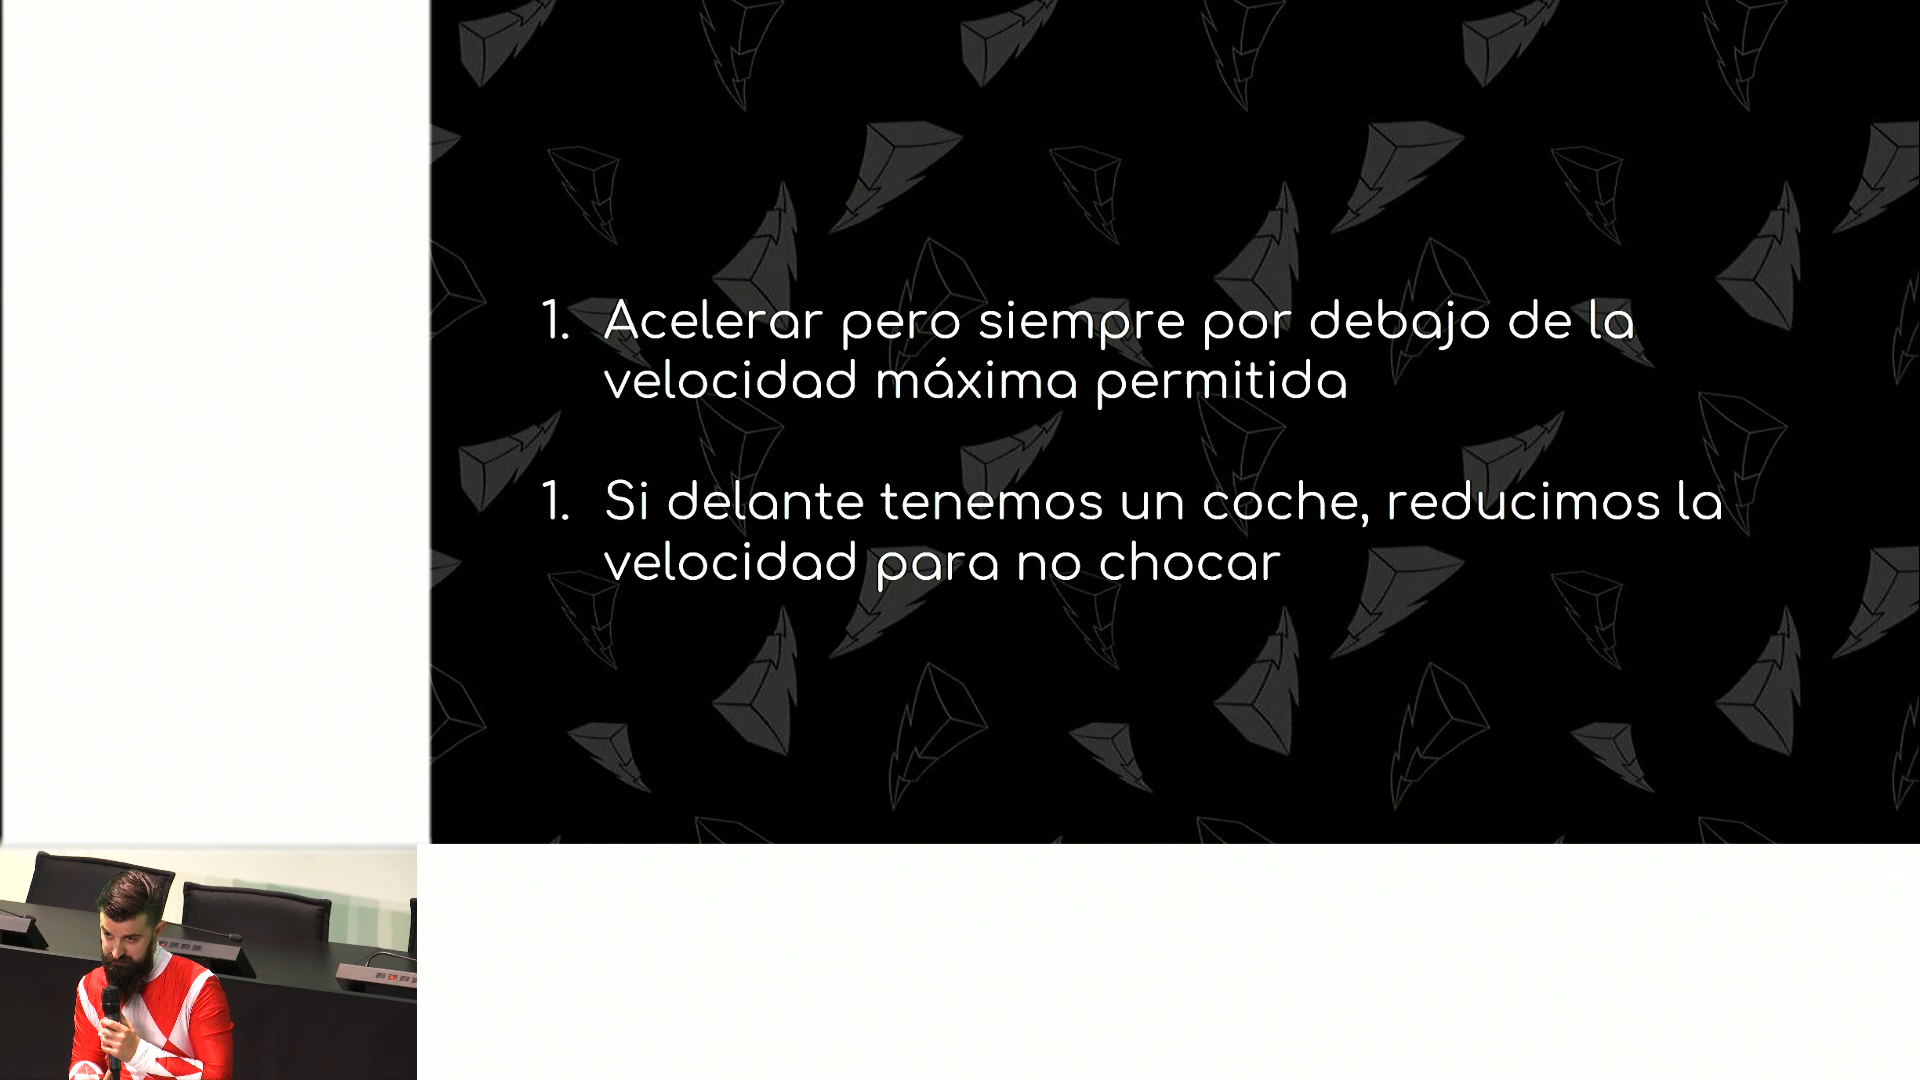 1. Acelerar pero siempre por debajo de la
velocidad máxima permitida
1. Si delante tenemos un coche, reducimos la
velocidad para no chocar